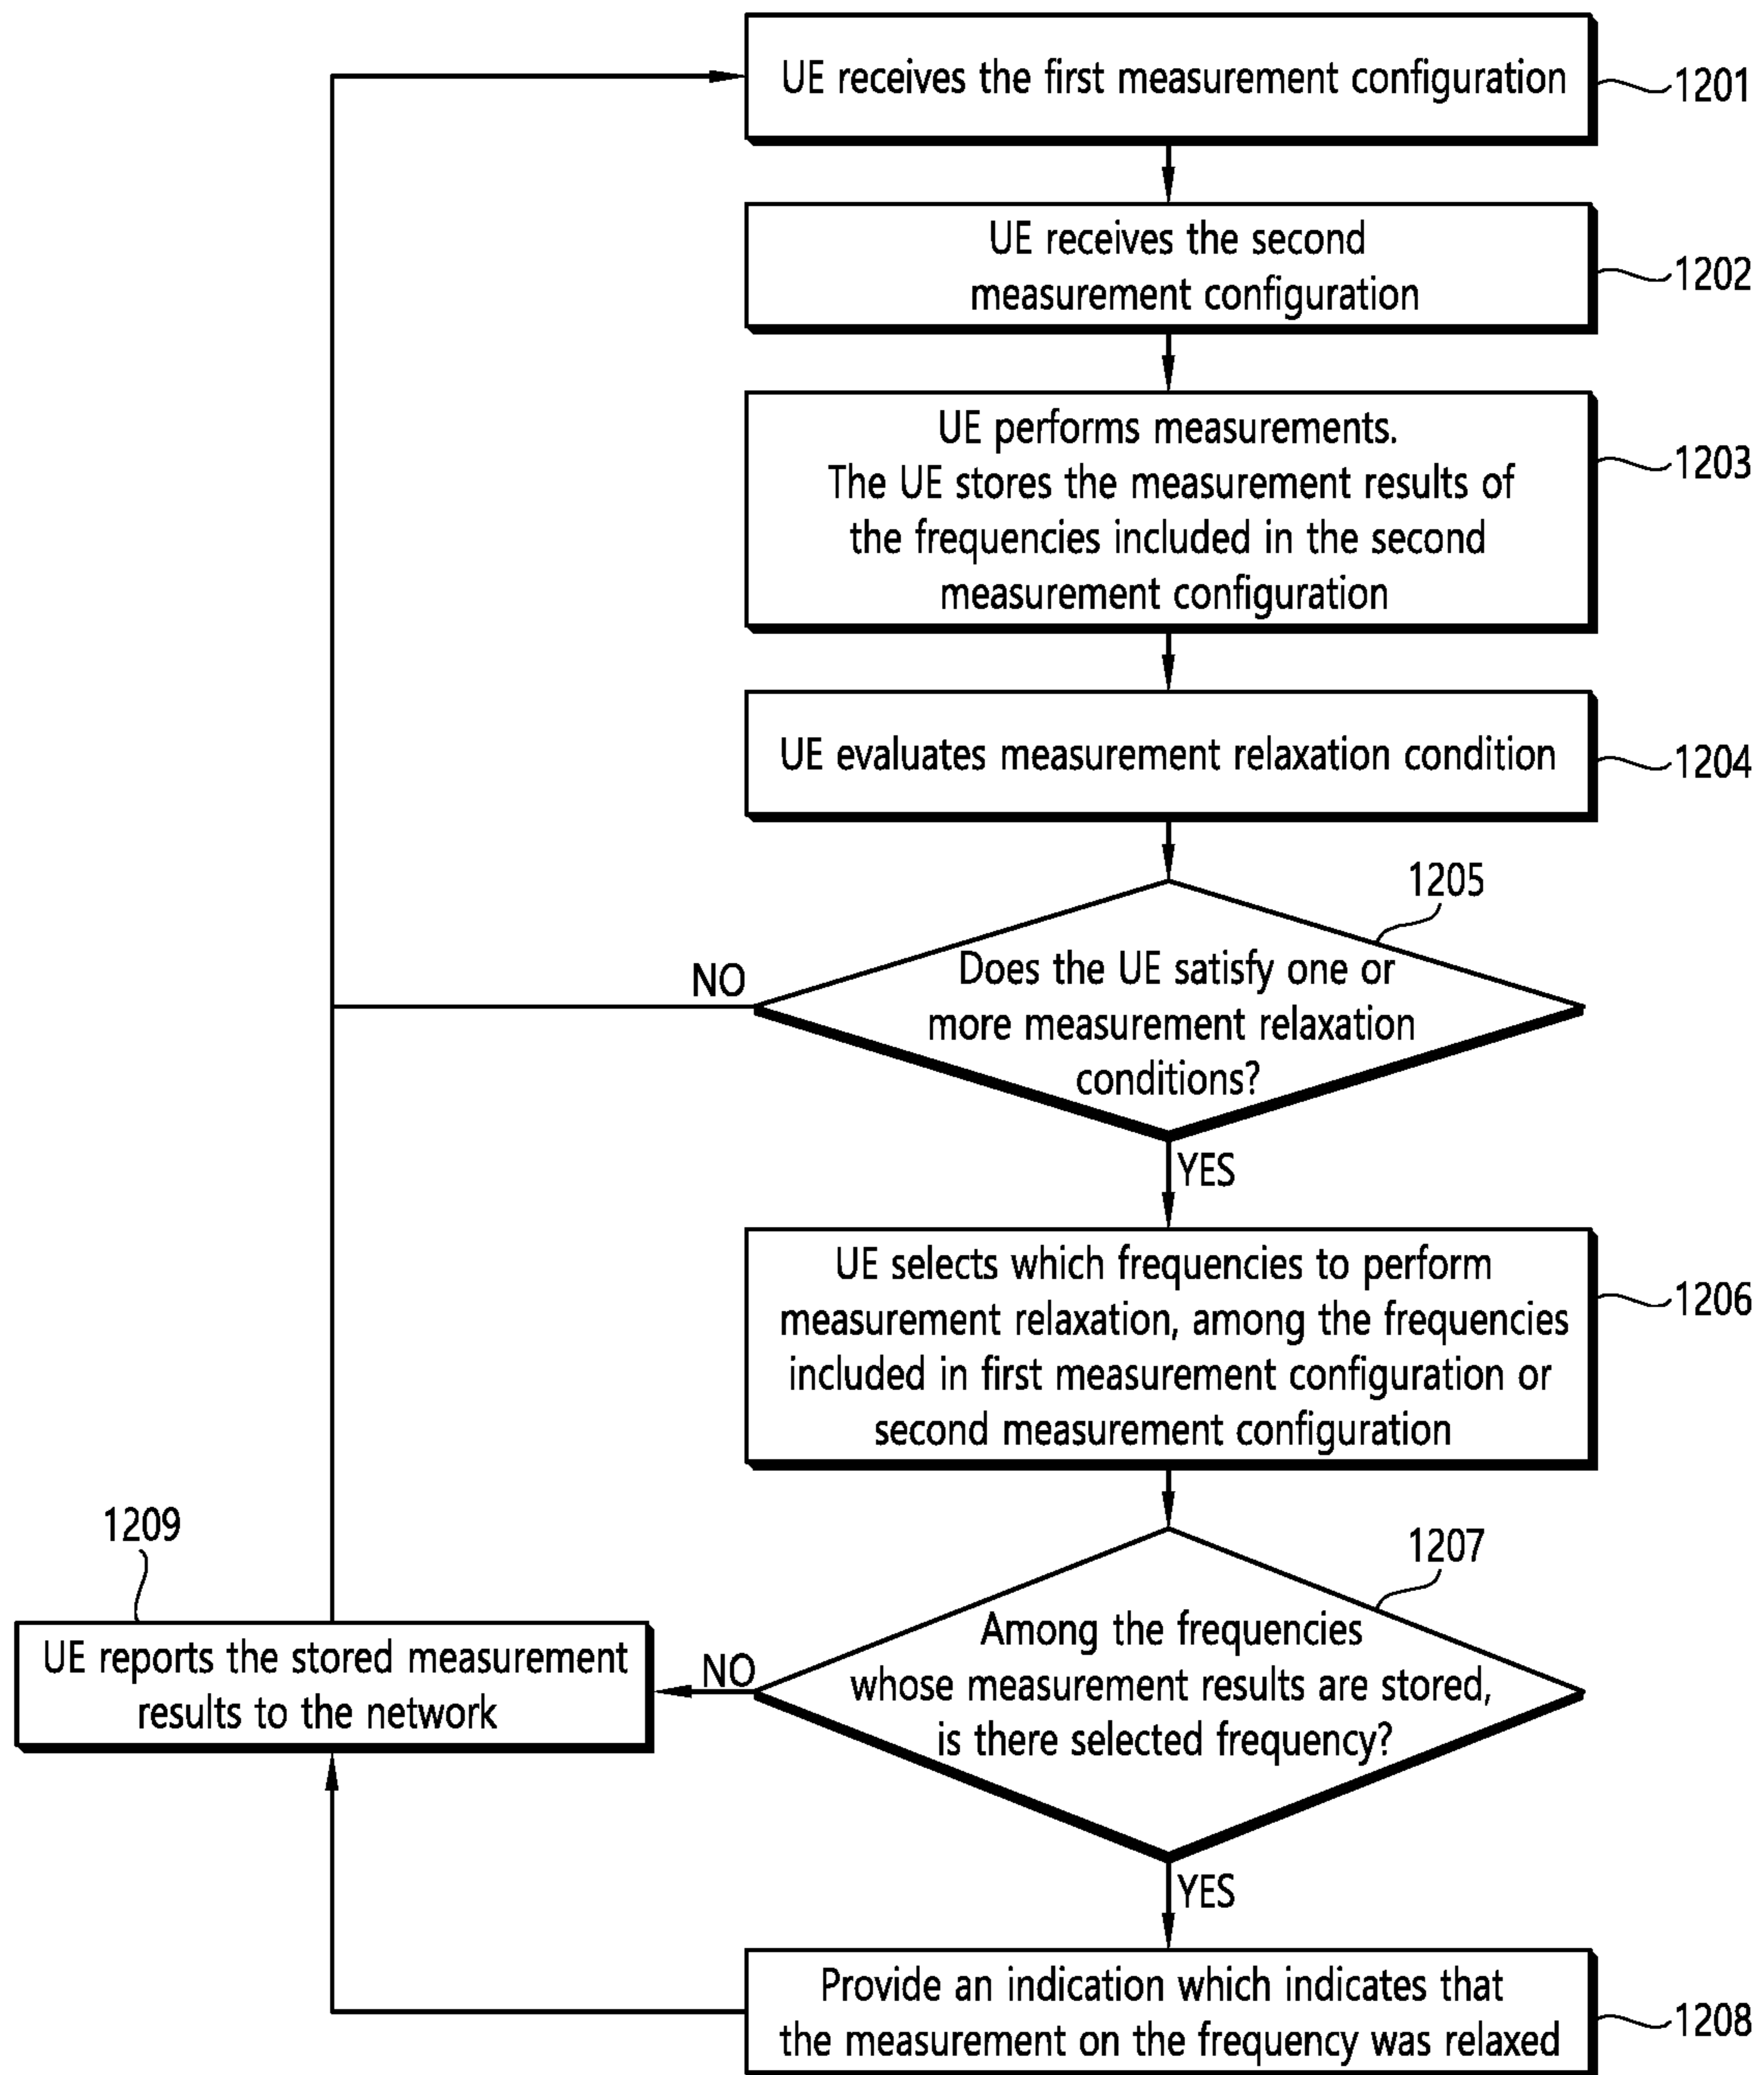 UE receives the first measurement configuration
1201
UE receives the second
measurement configuration
1202
UE performs measurements.
The UE stores the measurement results of
the frequencies included in the second
measurement configuration
1203
UE evaluates measurement relaxation condition
1204
1205
Does the UE satisfy one or
more measurement relaxation
conditions?
NO
YES
UE selects which frequencies to perform
measurement relaxation, among the frequencies
included in first measurement configuration or
second measurement configuration
1206
1207
Among the frequencies
whose measurement results are stored,
is there selected frequency?
NO
YES
1209
UE reports the stored measurement
results to the network
Provide an indication which indicates that
the measurement on the frequency was relaxed
1208